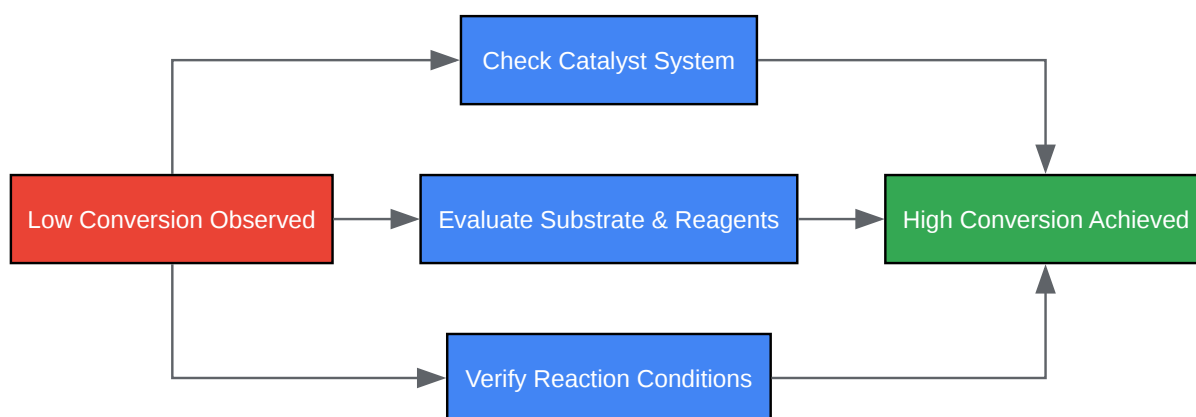 Check Catalyst System
Low Conversion Observed
Evaluate Substrate & Reagents
High Conversion Achieved
Verify Reaction Conditions